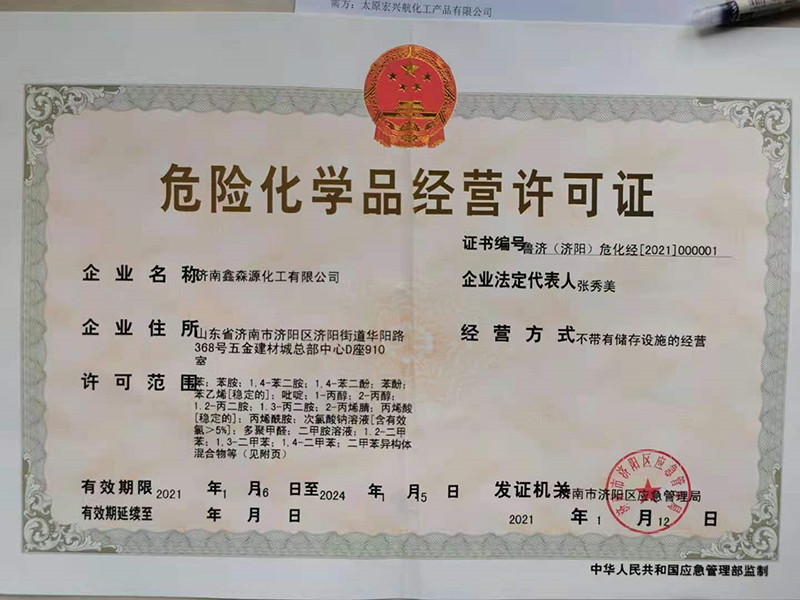 需方：太原宏兴航化工产品有限公司
危险化学品经营许可证
证书编号鲁济（济阳）危化经[2021]000001
企业名称济南鑫森源化工有限公司
企业法定代表人张秀美
企业住所山东省济南市济阳区济阳街道华阳路
368号五金建材城总部中心D座910
室
经营方式不带有储存设施的经营
许可范围苯；苯胺；1,4-苯二胺；1,4-苯二酚；苯酚；
苯乙烯[稳定的]；吡啶；1-丙醇；2-丙醇；
1,2-丙二胺；1,3-丙二胺；2-丙烯腈；丙烯酸
[稳定的]；丙烯酰胺；次氯酸钠溶液[含有效
氯＞5%]；多聚甲醛；二甲胺溶液；1,2-二甲
苯；1,3-二甲苯；1,4-二甲苯；二甲苯异构体
混合物等（见附页）
有效期限2021年1月6日至2024年1月5日
有效期延续至 年 月 日
发证机关济南市济阳区应急管理局
2021年1月12日
济南市济阳区应急管理局
中华人民共和国应急管理部监制